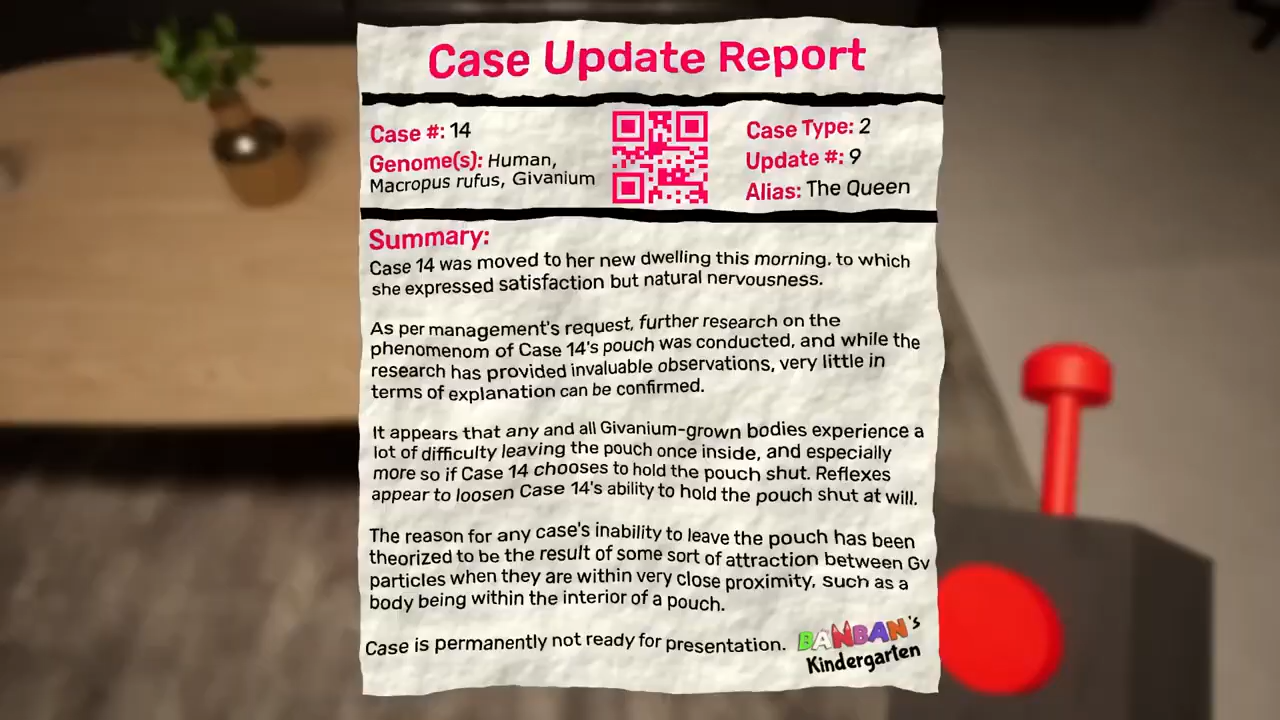 Case Update Report
Case #: 14
Genome(s): Human,
Macropus rufus, Givanium
Case Type: 2
Update #: 9
Alias: The Queen
Summary:
Case 14 was moved to her new dwelling this morning, to which
she expressed satisfaction but natural nervousness.
As per management's request, further research on the
phenomenom of Case 14's pouch was conducted, and while the
research has provided invaluable observations, very little in
terms of explanation can be confirmed.
It appears that any and all Givanium-grown bodies experience a
lot of difficulty leaving the pouch once inside, and especially
more so if Case 14 chooses to hold the pouch shut. Reflexes
appear to loosen Case 14's ability to hold the pouch shut at will.
The reason for any case's inability to leave the pouch has been
theorized to be the result of some sort of attraction between Gv
particles when they are within very close proximity, such as a
body being within the interior of a pouch.
Case is permanently not ready for presentation.
BANBAN's
Kindergarten